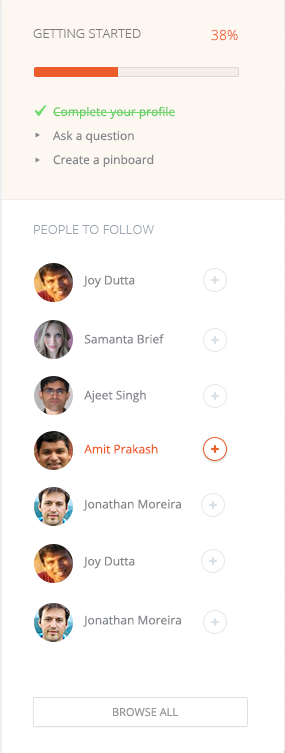 GETTING STARTED 38%
Complete your profile
Ask a question
Create a pinboard
PEOPLE TO FOLLOW
Joy Dutta
Samanta Brief
Ajeet Singh
Amit Prakash
Jonathan Moreira
Joy Dutta
Jonathan Moreira
BROWSE ALL